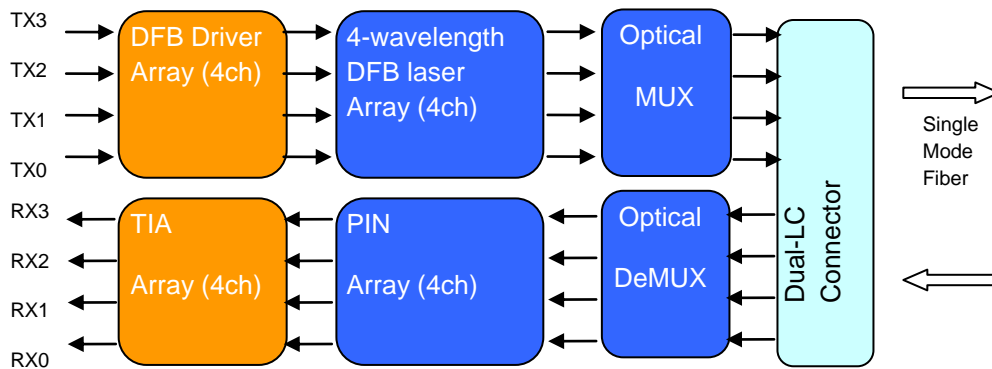 TX3
TX2
TX1
TX0
DFB Driver
Array (4ch)
4-wavelength
DFB laser
Array (4ch)
Optical
MUX
RX3
RX2
RX1
RX0
TIA
Array (4ch)
PIN
Array (4ch)
Optical
DeMUX
Dual-LC
Connector
Single
Mode
Fiber